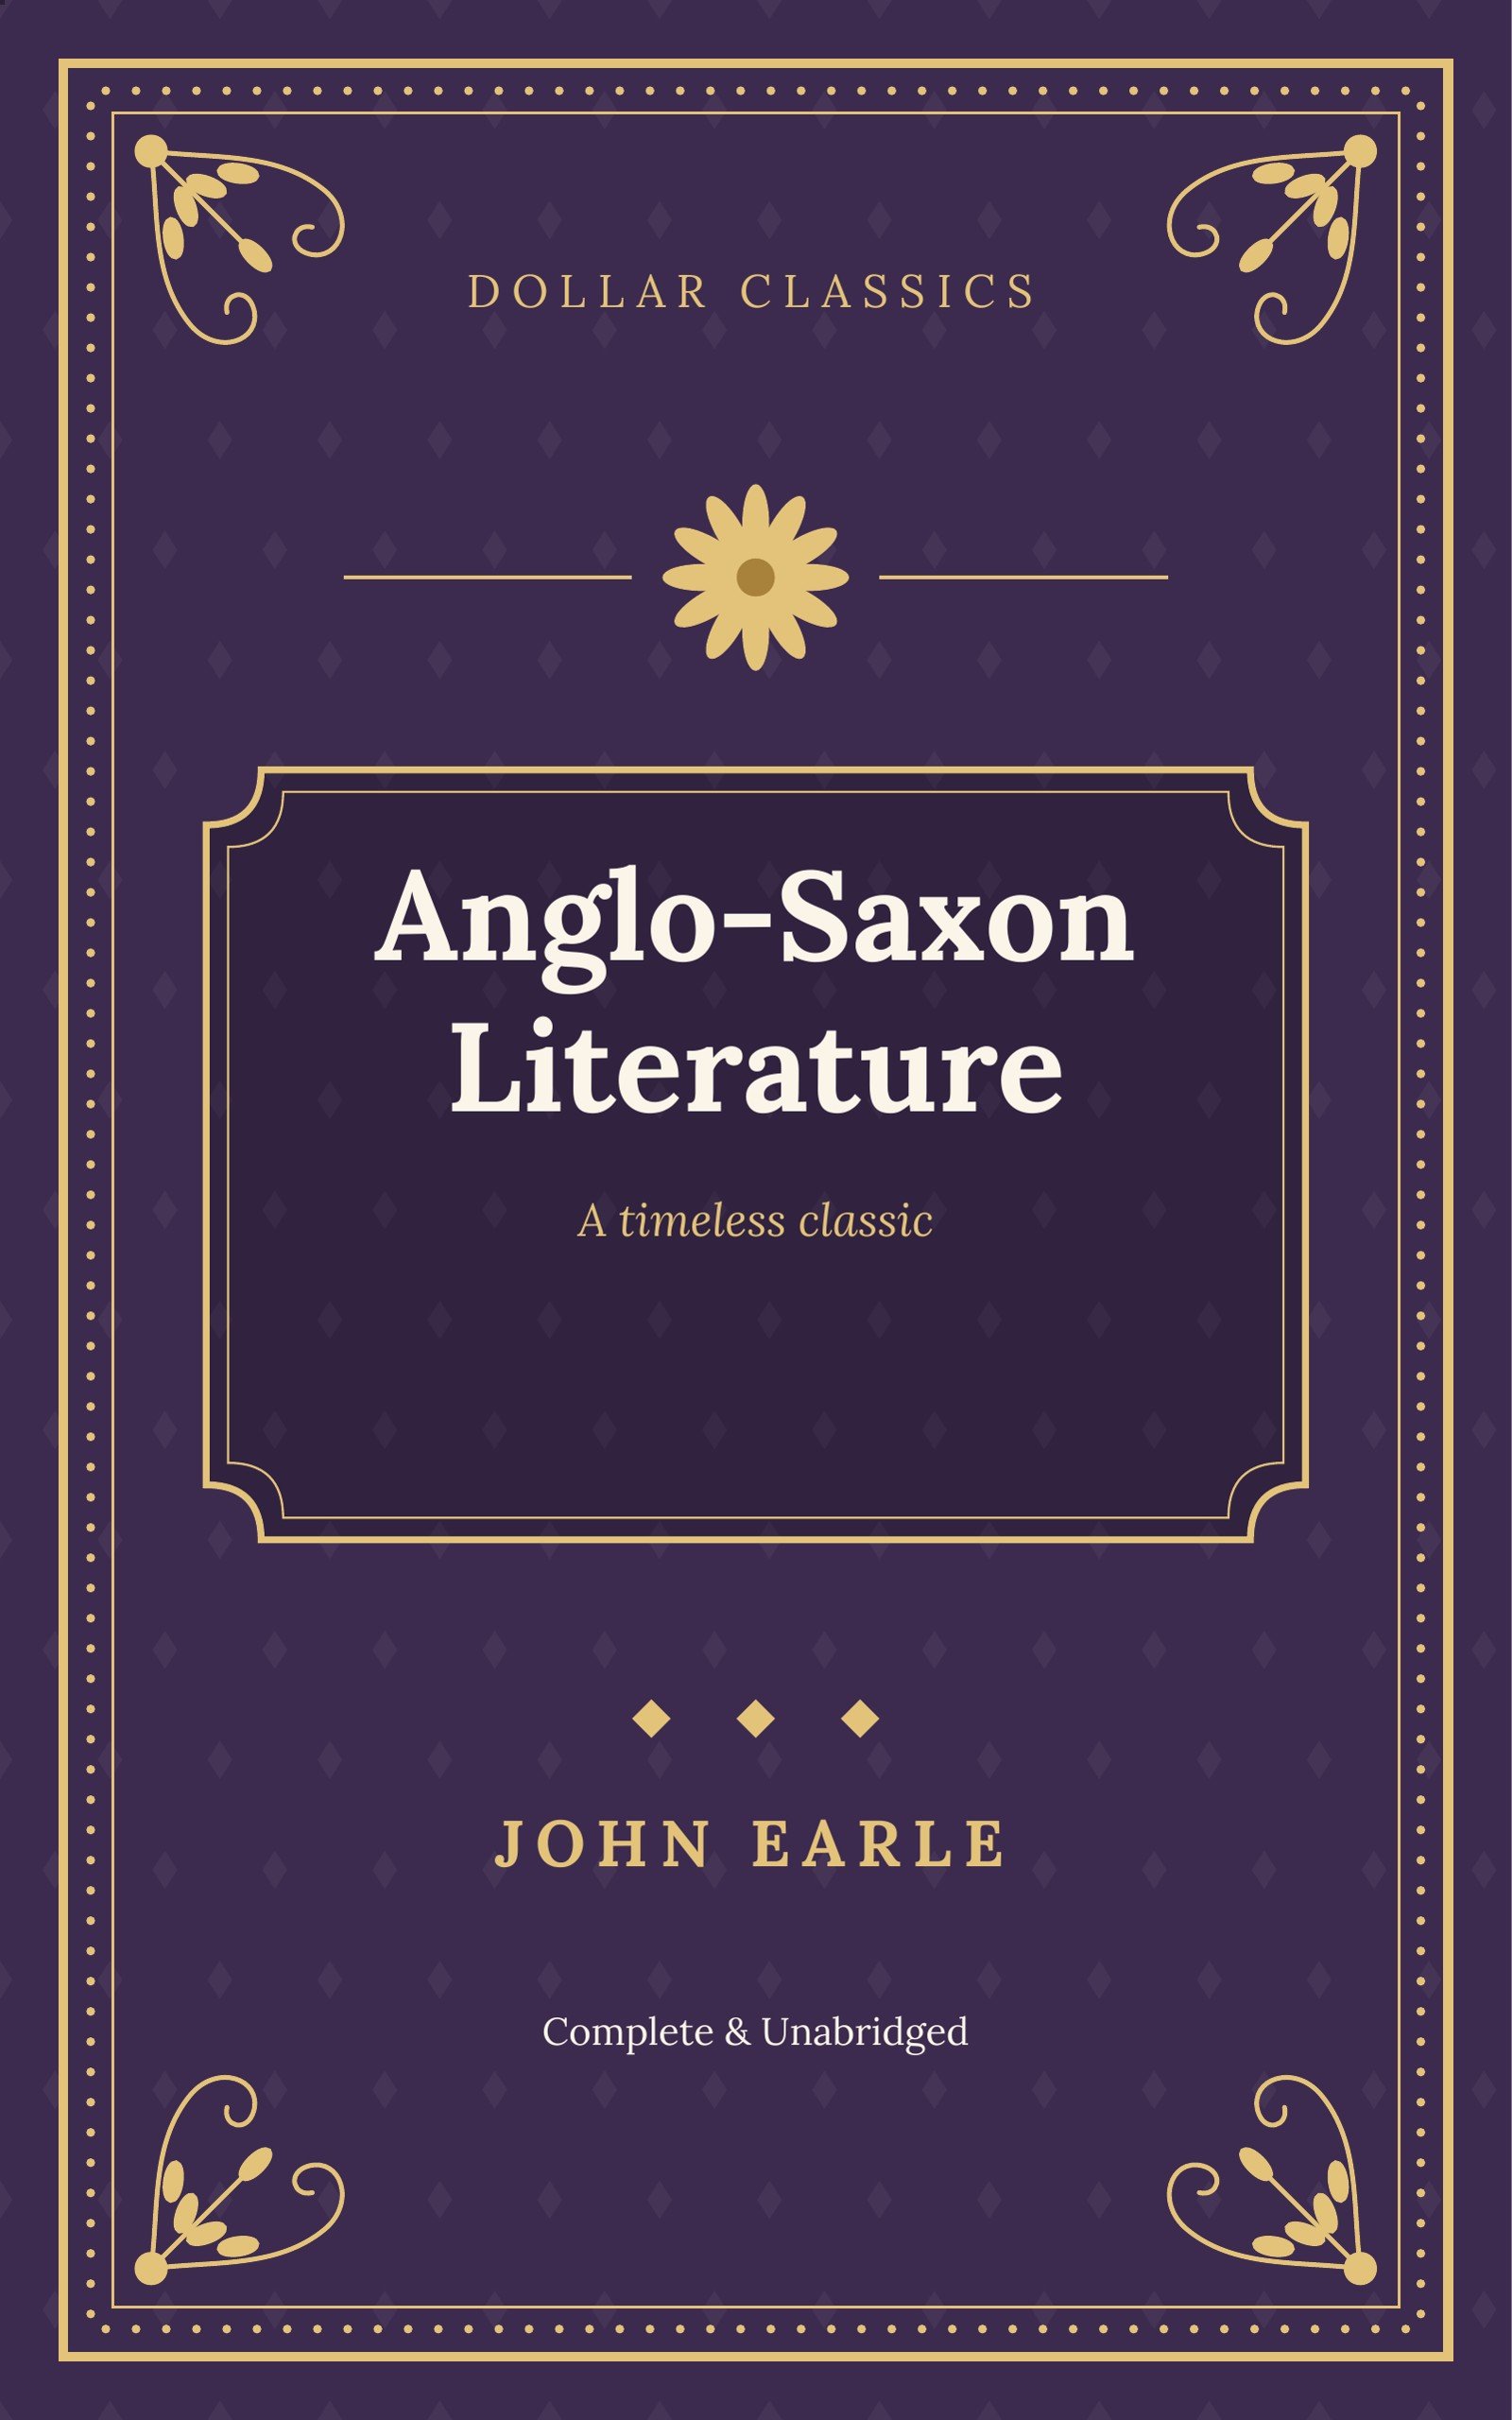 DOLLAR CLASSICS
Anglo-Saxon
Literature
A timeless classic
JOHN EARLE
Complete & Unabridged